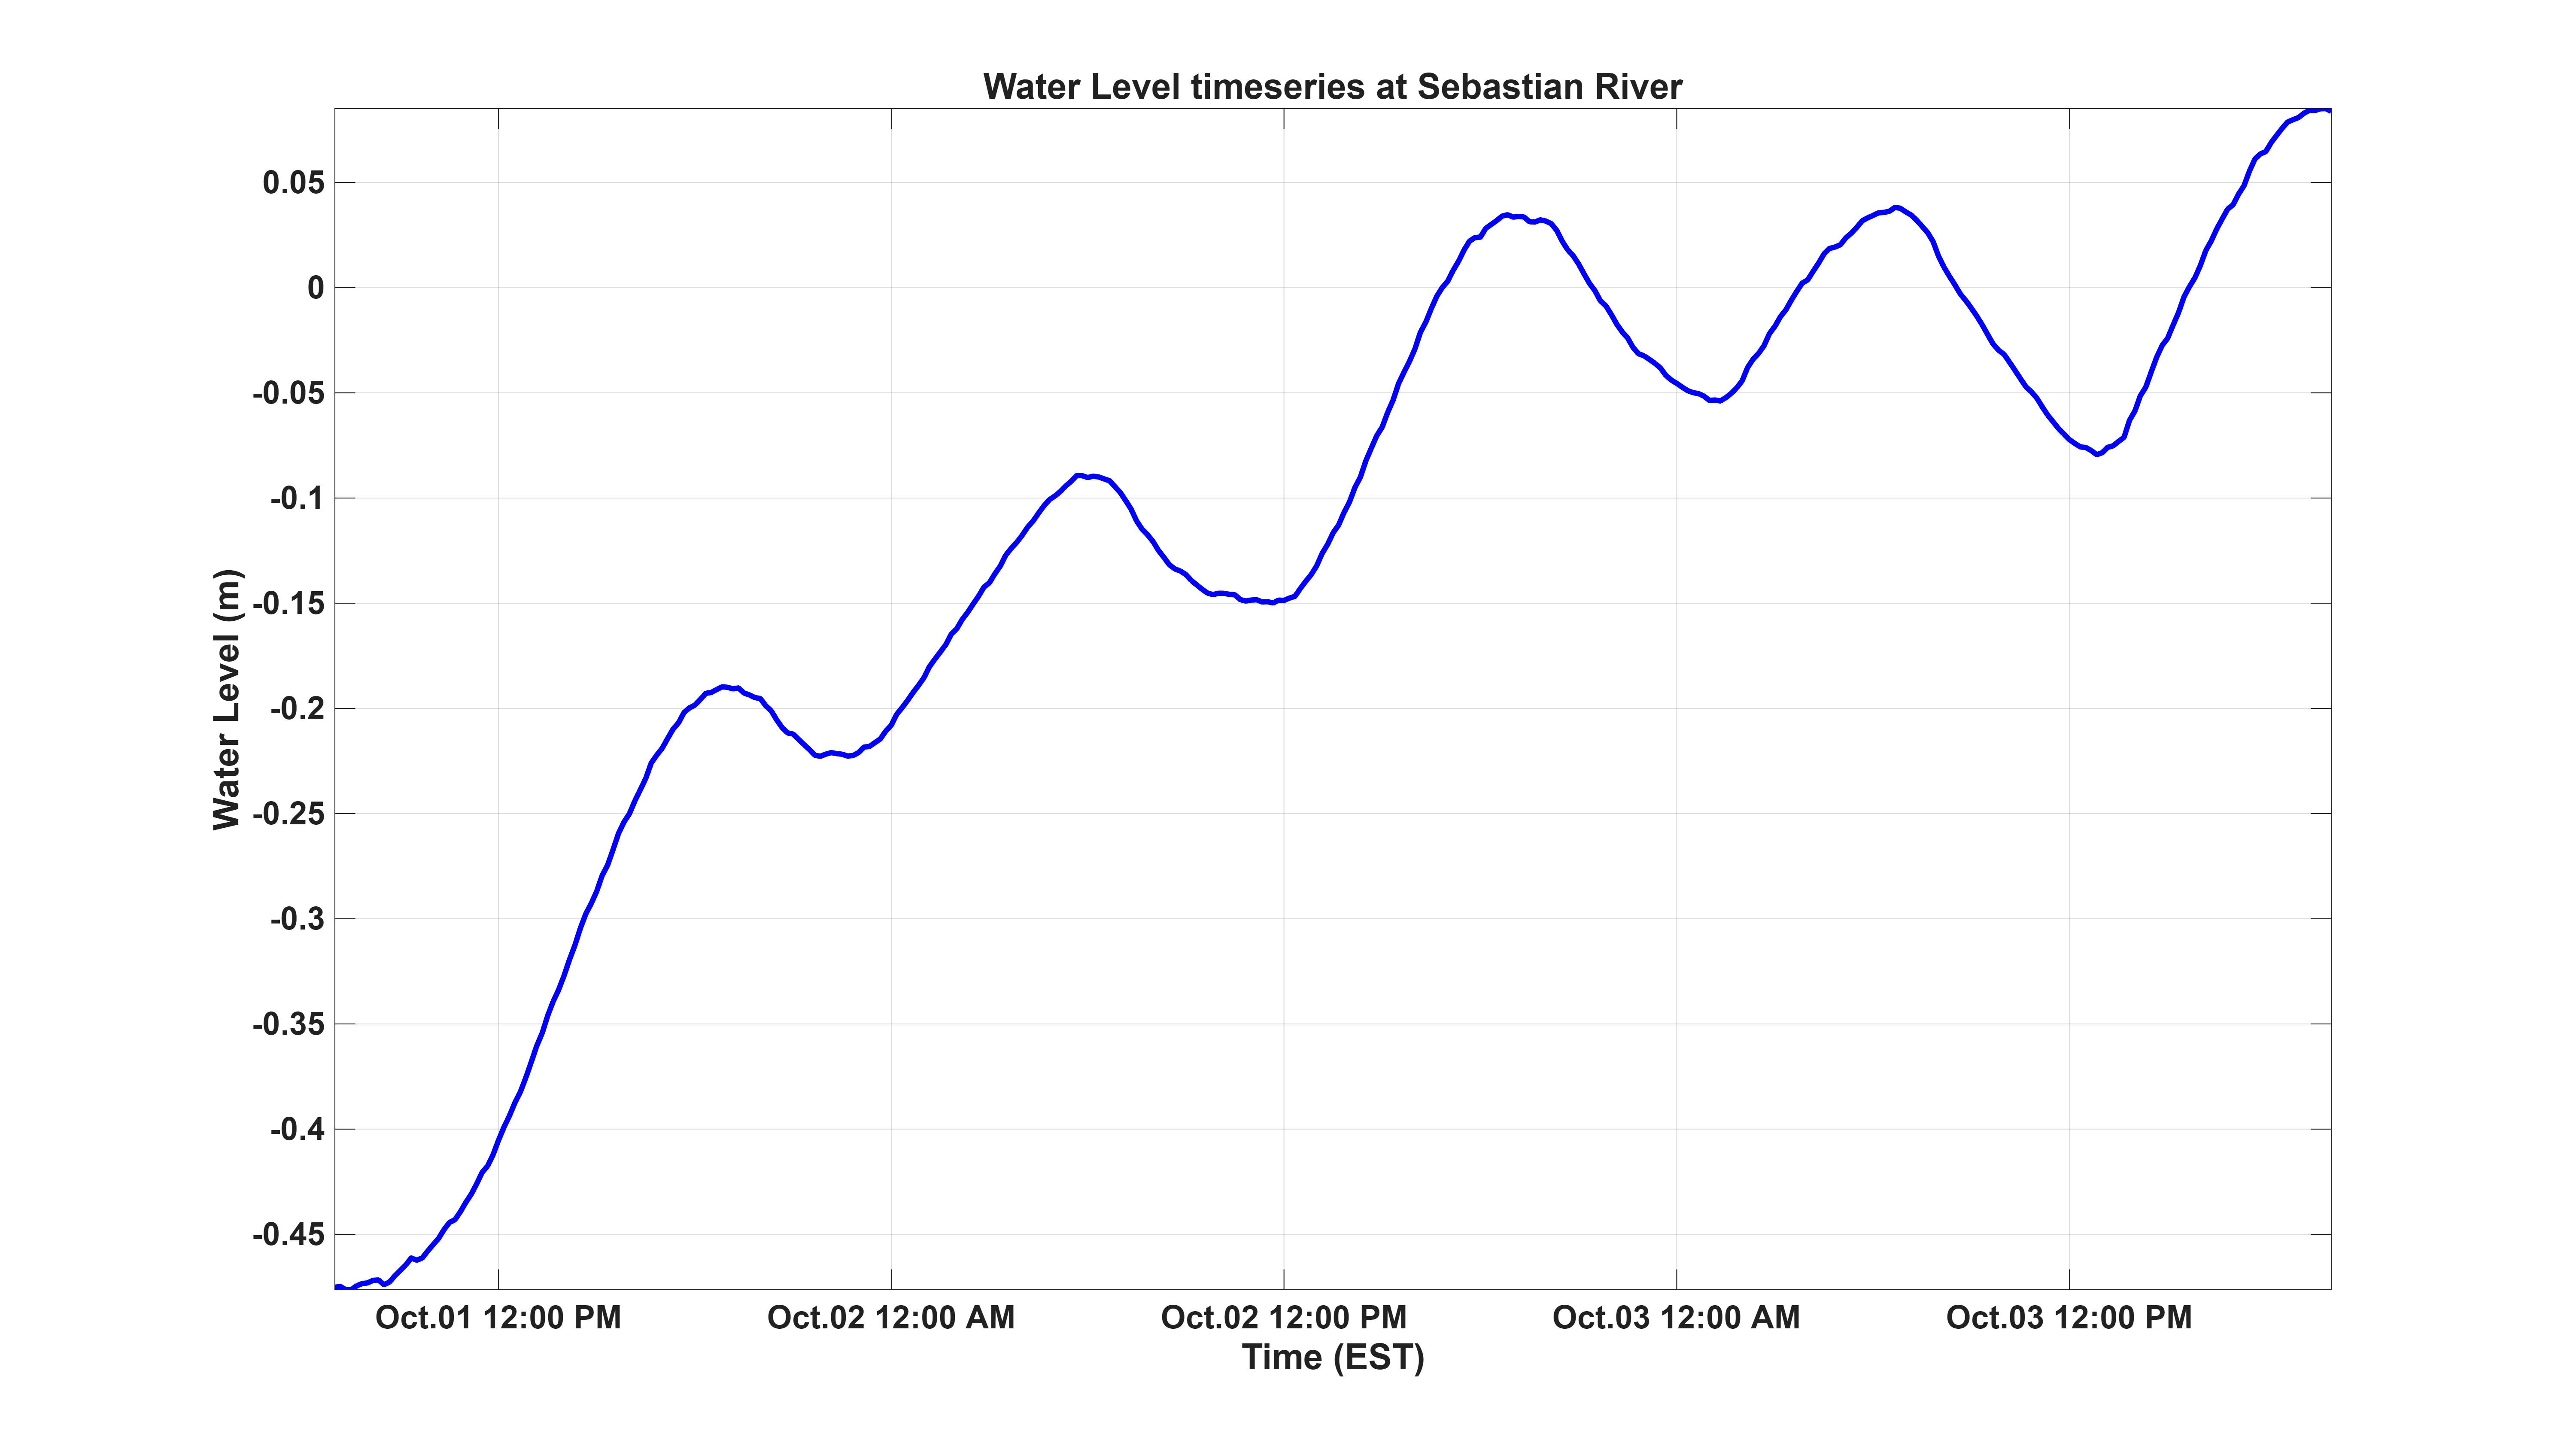 Water Level timeseries at Sebastian River
0.05
0
-0.05
-0.1
-0.15
-0.2
-0.25
-0.3
-0.35
-0.4
-0.45
Water Level (m)
Oct.01 12:00 PM
Oct.02 12:00 AM
Oct.02 12:00 PM
Oct.03 12:00 AM
Oct.03 12:00 PM
Time (EST)